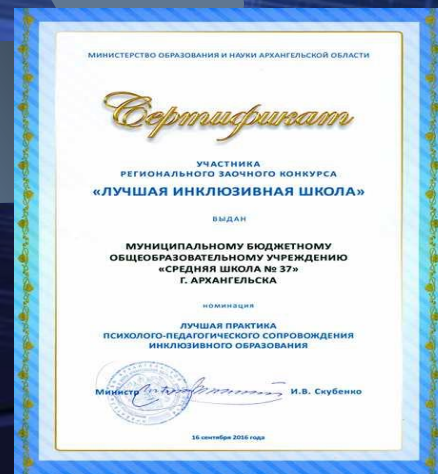 МИНИСТЕРСТВО ОБРАЗОВАНИЯ И НАУКИ АРХАНГЕЛЬСКОЙ ОБЛАСТИ
Сертификат
УЧАСТНИКА
РЕГИОНАЛЬНОГО ЗАОЧНОГО КОНКУРСА
«ЛУЧШАЯ ИНКЛЮЗИВНАЯ ШКОЛА»
ВЫДАН
МУНИЦИПАЛЬНОМУ БЮДЖЕТНОМУ
ОБЩЕОБРАЗОВАТЕЛЬНОМУ УЧРЕЖДЕНИЮ
«СРЕДНЯЯ ШКОЛА № 37»
Г. АРХАНГЕЛЬСКА
НОМИНАЦИЯ
ЛУЧШАЯ ПРАКТИКА
ПСИХОЛОГО-ПЕДАГОГИЧЕСКОГО СОПРОВОЖДЕНИЯ
ИНКЛЮЗИВНОГО ОБРАЗОВАНИЯ
Министр И.В. Скубенко
16 сентября 2016 года